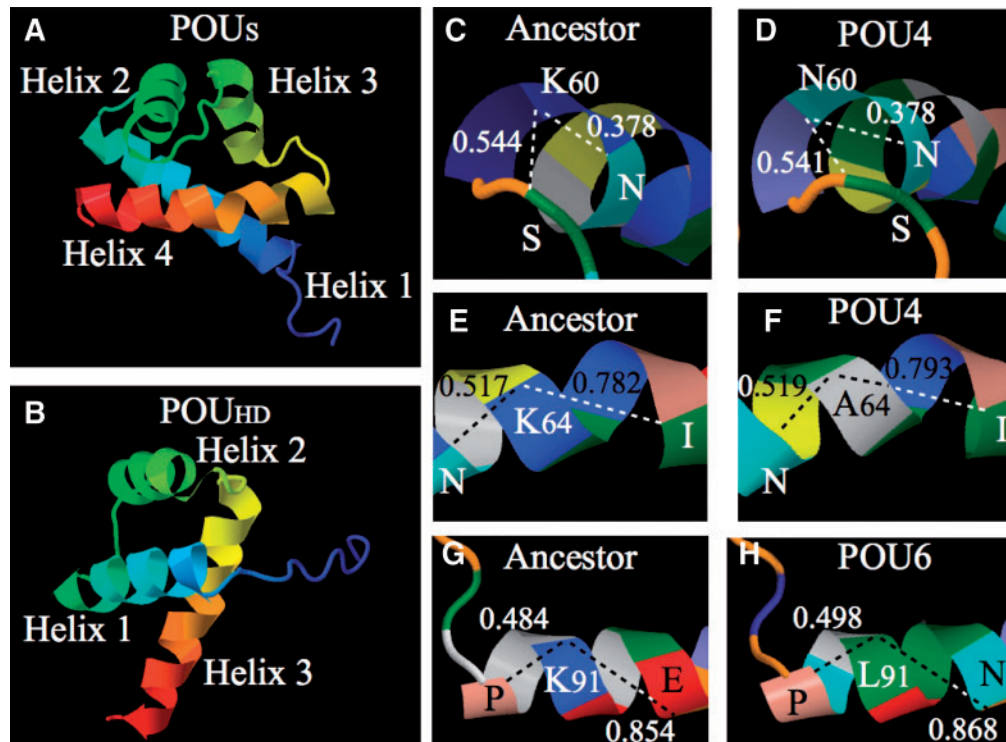 A
POUS
Helix 2
Helix 3
Helix 4
Helix 1
B
POUHD
Helix 2
Helix 1
Helix 3
C
Ancestor
K60
0.544
0.378
N
S
D
POU4
N60
0.378
0.541
N
S
E
Ancestor
0.517
0.782
K64
N
I
F
POU4
0.519
0.793
A64
N
I
G
Ancestor
0.484
P
K91
E
0.854
H
POU6
0.498
P
L91
N
0.868